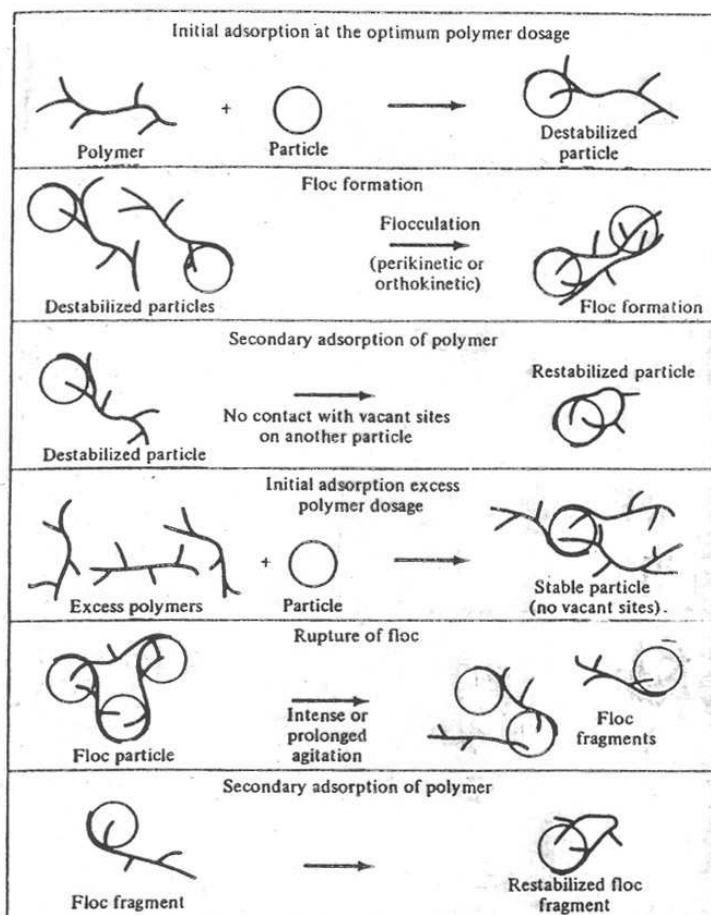 Initial adsorption at the optimum polymer dosage
+
Polymer
Particle
Destabilized
particle
Floc formation
Flocculation
(perikinetic or
orthokinetic)
Destabilized particles
Floc formation
Secondary adsorption of polymer
Restabilized particle
No contact with vacant sites
on another particle
Destabilized particle
Initial adsorption excess
polymer dosage
+
Excess polymers
Particle
Stable particle
(no vacant sites).
Rupture of floc
Intense or
prolonged
agitation
Floc particle
Floc
fragments
Secondary adsorption of polymer
Floc fragment
Restabilized floc
fragment